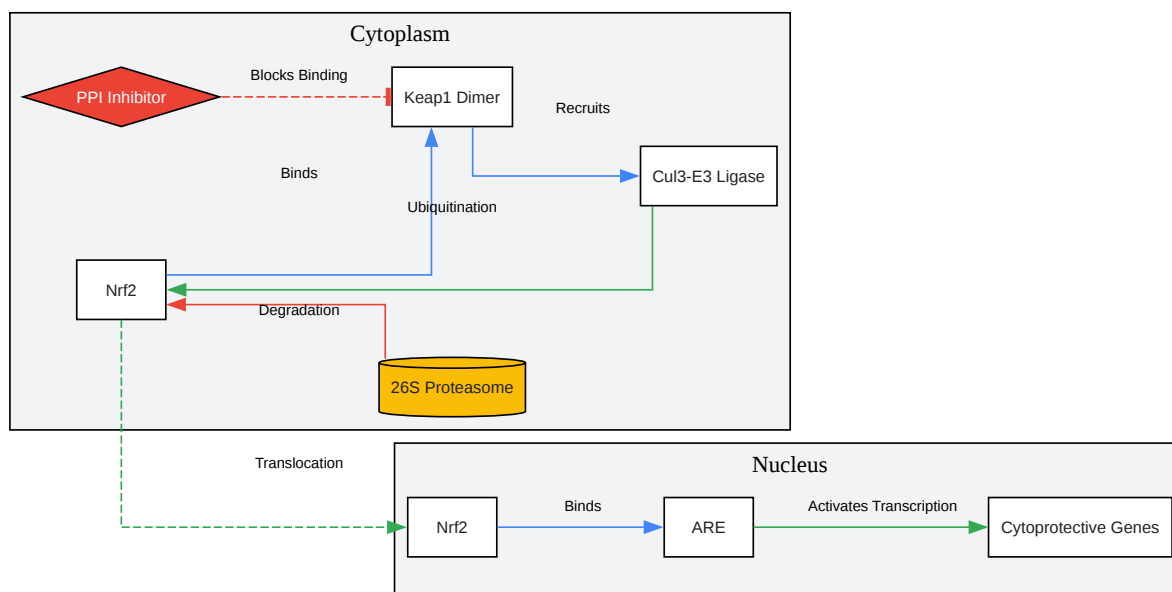 Cytoplasm
Blocks Binding
PPI Inhibitor
Keap1 Dimer
Recruits
Binds
Cul3-E3 Ligase
Ubiquitination
Nrf2
Degradation
26S Proteasome
Translocation
Nucleus
Nrf2
Binds
ARE
Activates Transcription
Cytoprotective Genes